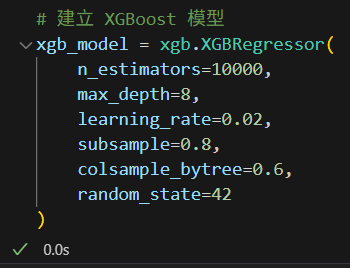 # 建立 XGBoost 模型
xgb_model = xgb.XGBRegressor(
    n_estimators=10000,
    max_depth=8,
    learning_rate=0.02,
    subsample=0.8,
    colsample_bytree=0.6,
    random_state=42
)
0.0s